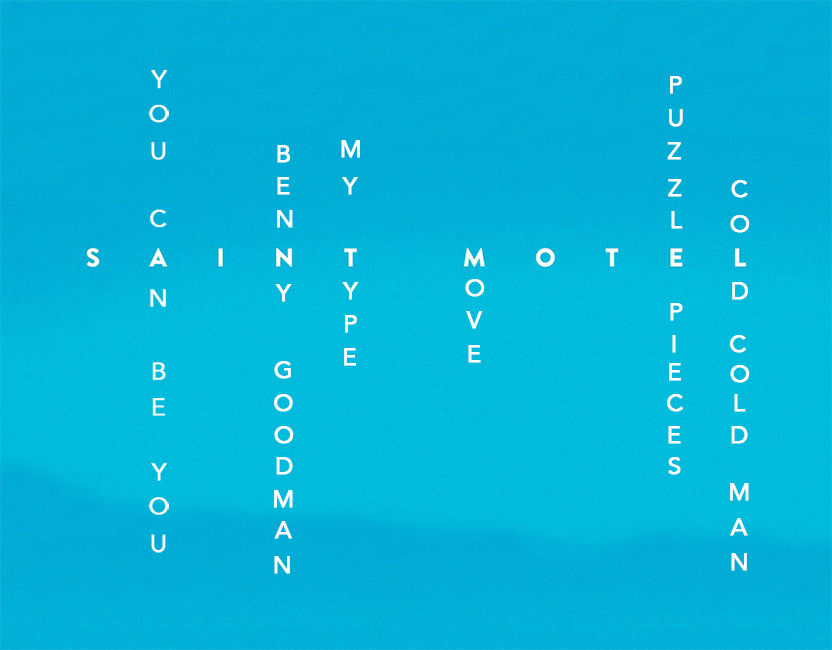 YOU CAN BE YOU
BENNY GOODMAN
MY TYPE
SAINT MOTEL
MOVE
PUZZLE PIECES
COLD COLD MAN